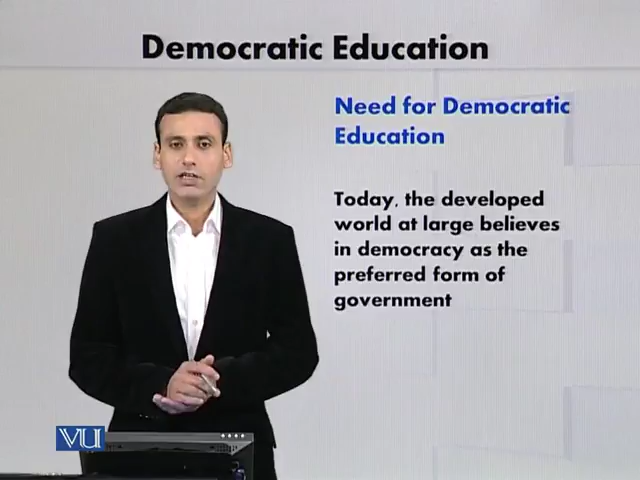 Democratic Education
Need for Democratic
Education
Today, the developed
world at large believes
in democracy as the
preferred form of
government
VU